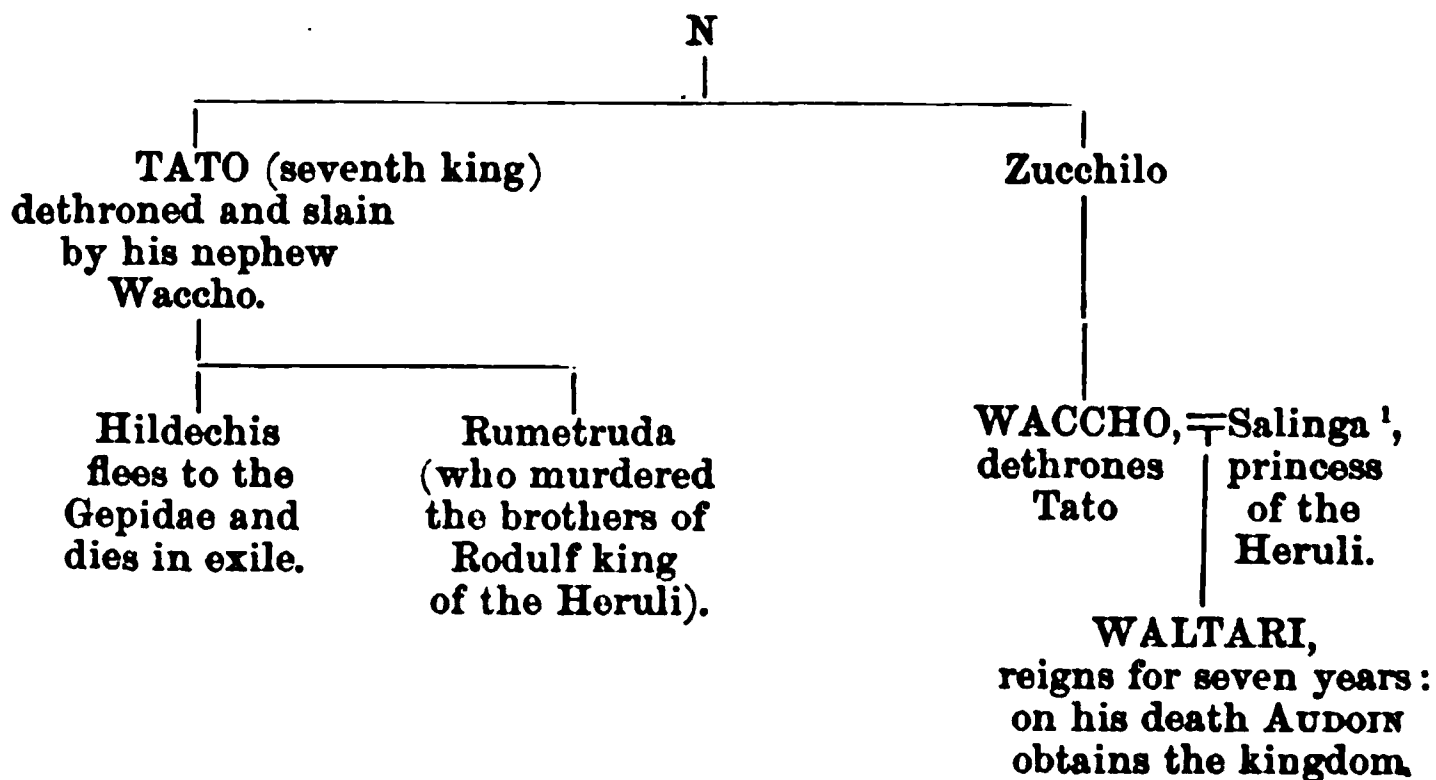 N
TATO (seventh king)
dethroned and slain
by his nephew
Waccho.
Zucchilo
Hildechis
flees to the
Gepidae and
dies in exile.
Rumetruda
(who murdered
the brothers of
Rodulf king
of the Heruli).
WACCHO,
dethrones
Tato
Salinga ¹,
princess
of the
Heruli.
WALTARI,
reigns for seven years:
on his death AUDOIN
obtains the kingdom.